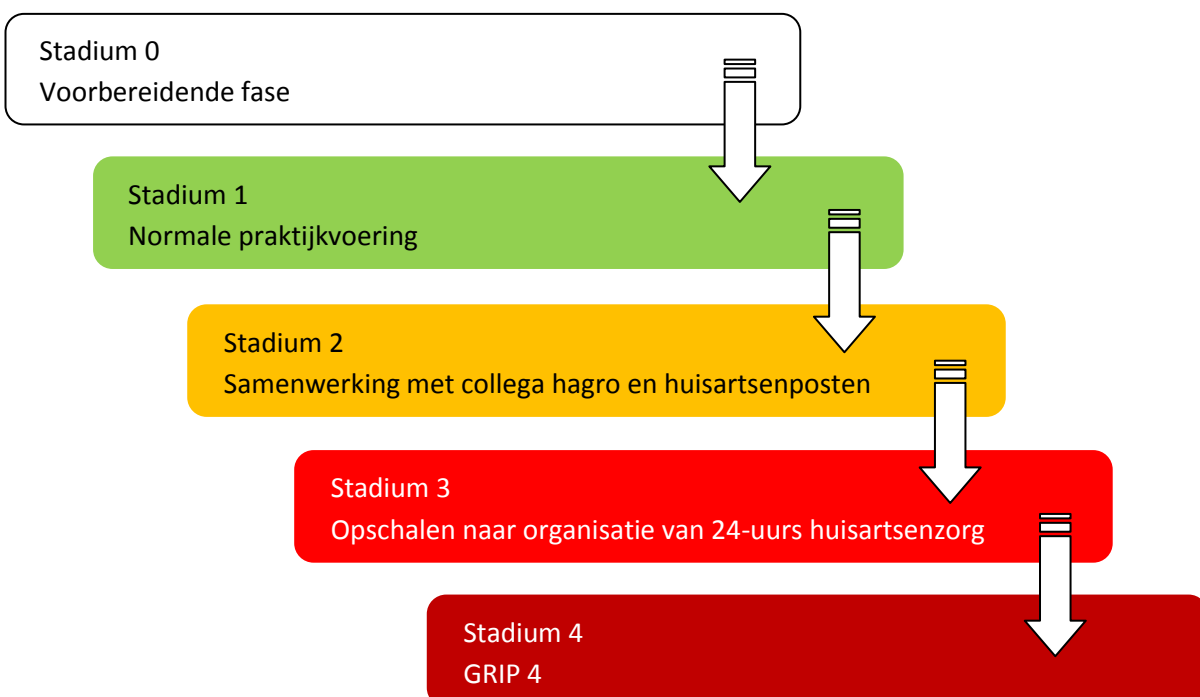 Stadium 0
Voorbereidende fase
Stadium 1
Normale praktijkvoering
Stadium 2
Samenwerking met collega hagro en huisartsenposten
Stadium 3
Opschalen naar organisatie van 24-uurs huisartsenzorg
Stadium 4
GRIP 4